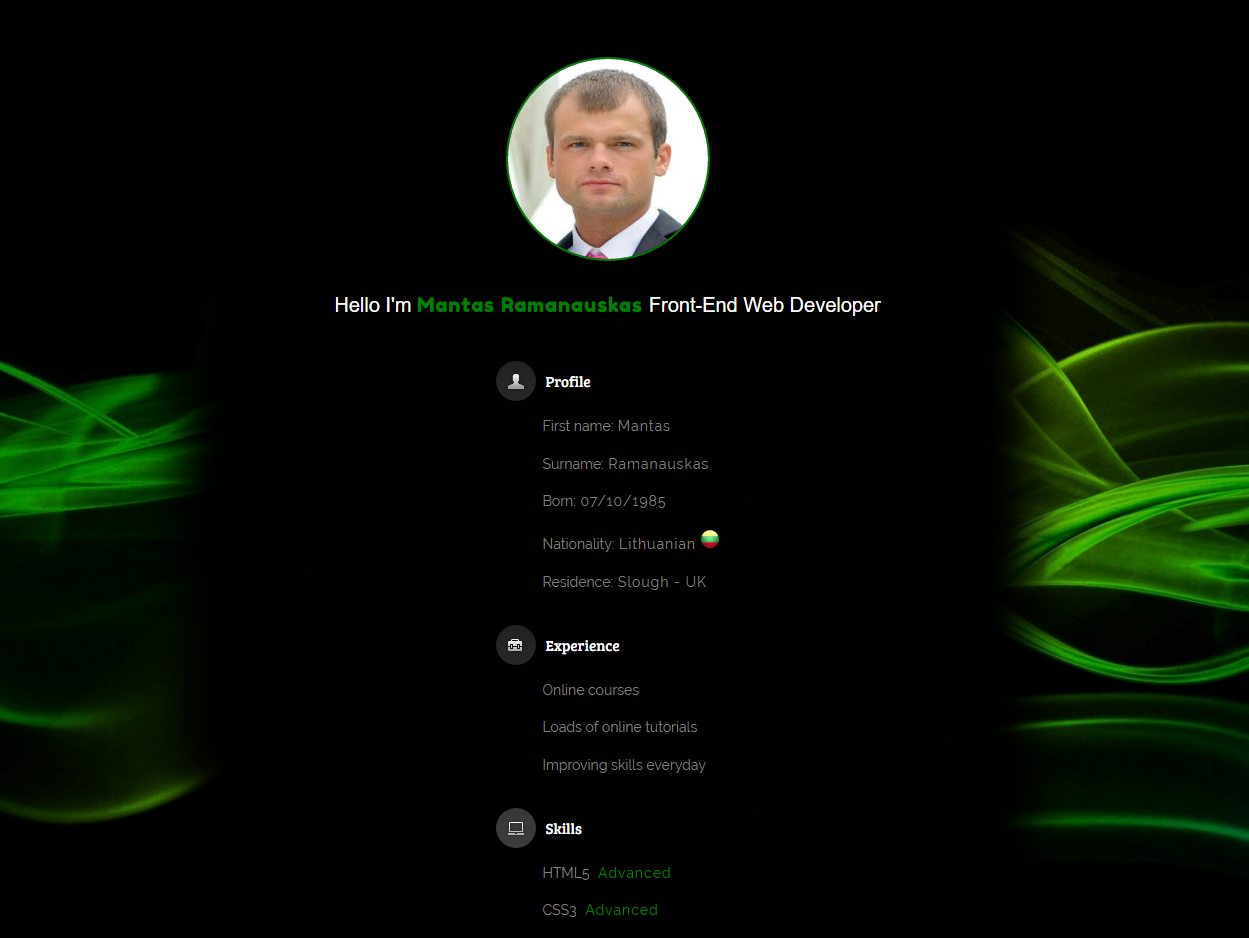 Hello I'm Mantas Ramanauskas Front-End Web Developer
Profile
First name: Mantas
Surname: Ramanauskas
Born: 07/10/1985
Nationality: Lithuanian
Residence: Slough - UK
Experience
Online courses
Loads of online tutorials
Improving skills everyday
Skills
HTML5 Advanced
CSS3 Advanced